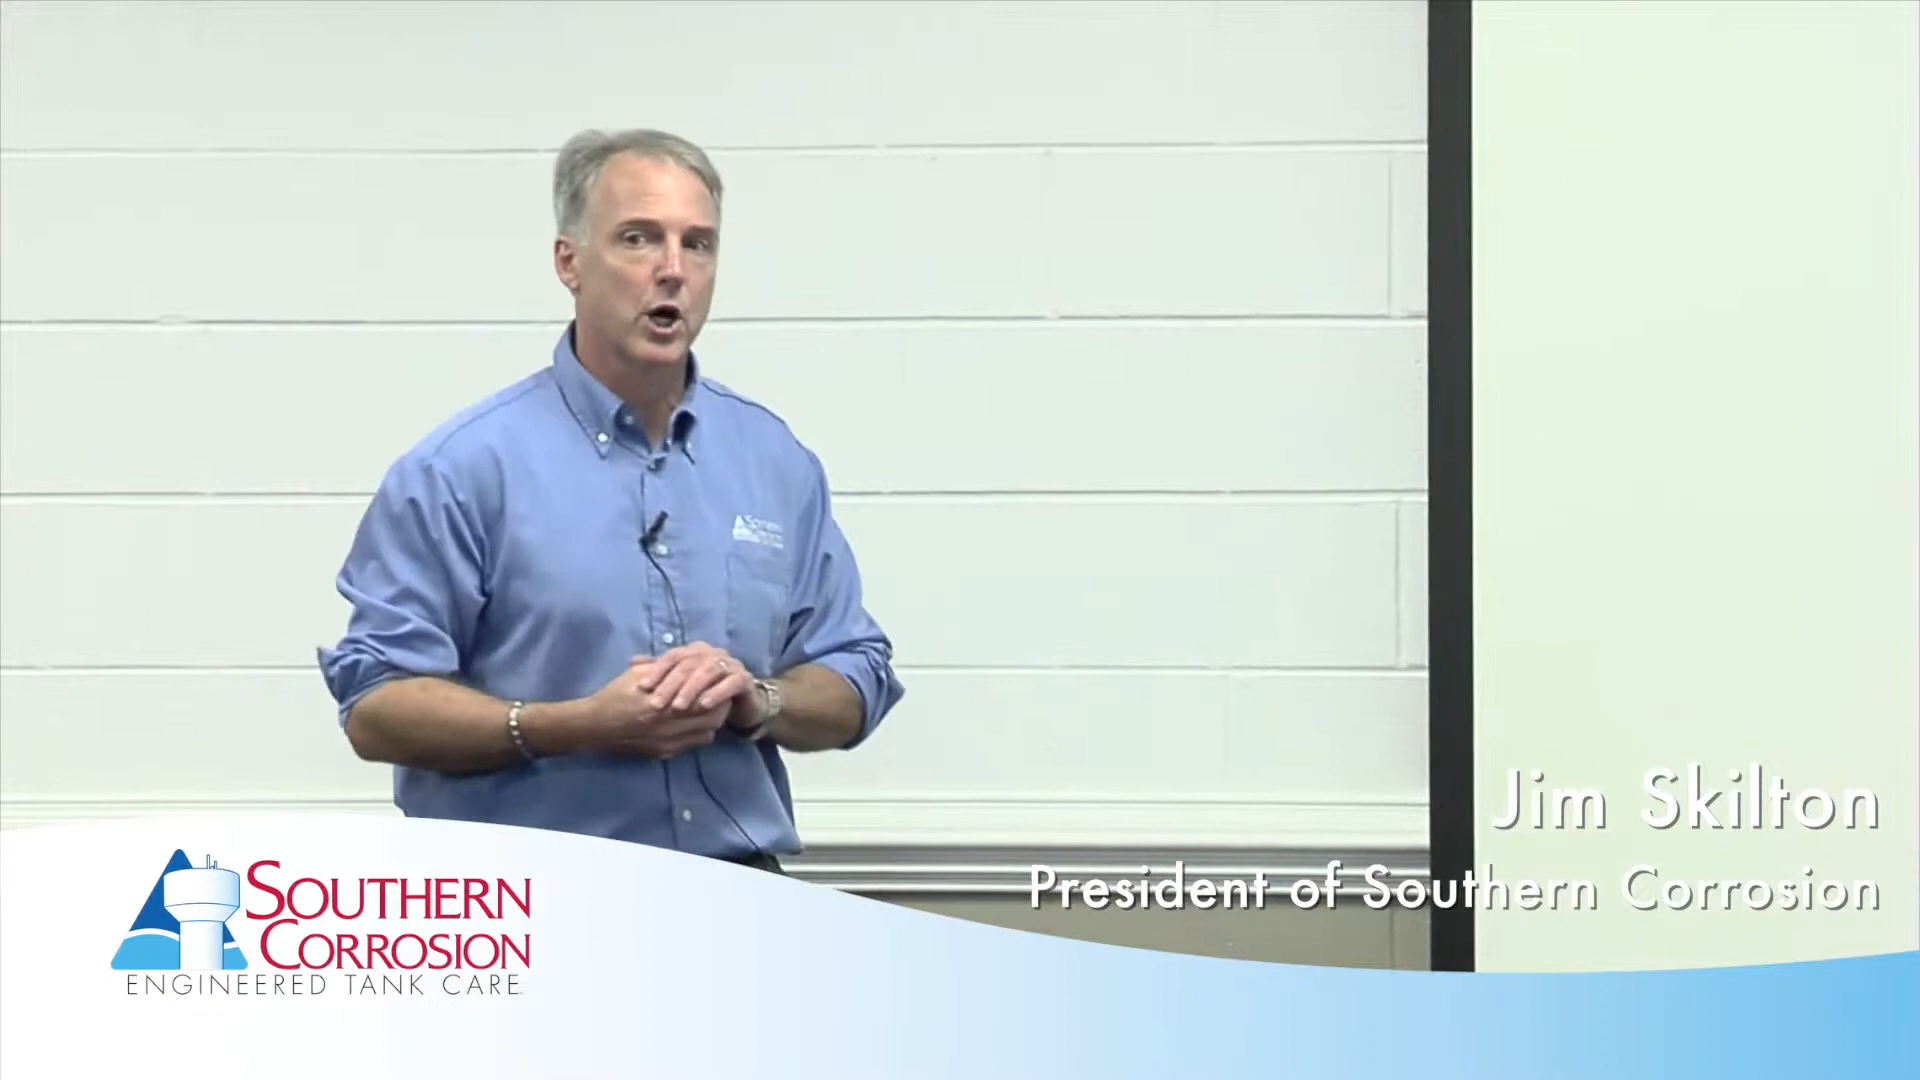 Jim Skilton
President of Southern Corrosion
SOUTHERN
CORROSION
ENGINEERED TANK CARE